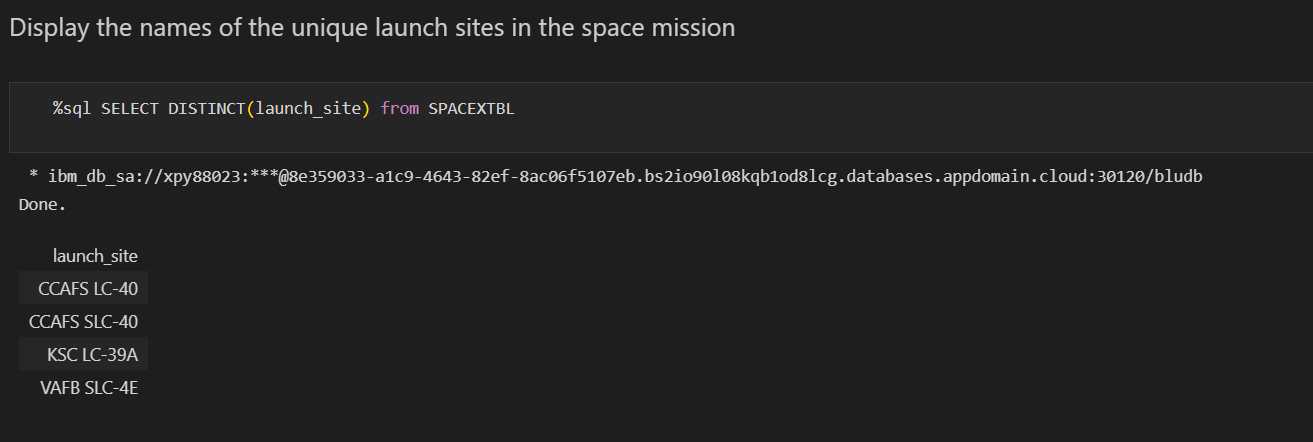 Display the names of the unique launch sites in the space mission
%sql SELECT DISTINCT(launch_site) from SPACEXTBL
* ibm_db_sa://xpy88023:***@8e359033-a1c9-4643-82ef-8ac06f5107eb.bs2io90l08kqb1od8lcg.databases.appdomain.cloud:30120/bludb
Done.
launch_site
CCAFS LC-40
CCAFS SLC-40
KSC LC-39A
VAFB SLC-4E